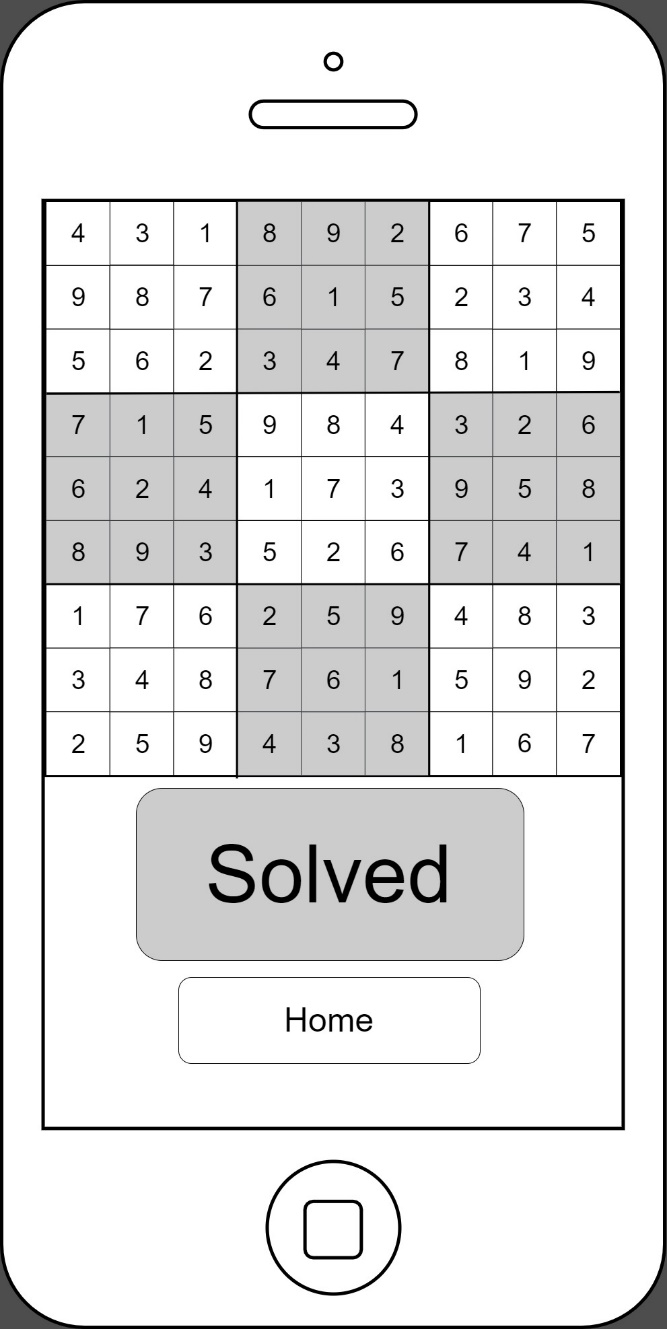 4 3 1 8 9 2 6 7 5
9 8 7 6 1 5 2 3 4
5 6 2 3 4 7 8 1 9
7 1 5 9 8 4 3 2 6
6 2 4 1 7 3 9 5 8
8 9 3 5 2 6 7 4 1
1 7 6 2 5 9 4 8 3
3 4 8 7 6 1 5 9 2
2 5 9 4 3 8 1 6 7
Solved
Home